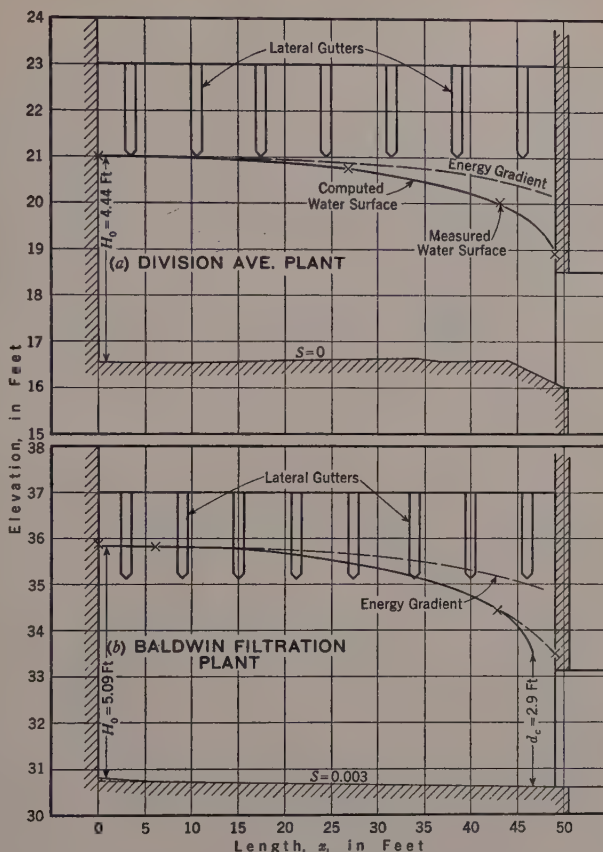 24
23
22
21
20
19
18
17
16
15
Lateral Gutters
Energy Gradient
Computed
Water Surface
Measured
Water Surface
H₀=4.44 Ft
(a) DIVISION AVE. PLANT
S=0
Elevation, in Feet
38
37
36
35
34
33
32
31
30
Lateral Gutters
Energy Gradient
(b) BALDWIN FILTRATION
PLANT
H₀=5.09 Ft
d_c=2.9 Ft
S=0.003
0 5 10 15 20 25 30 35 40 45 50
Length, x, in Feet